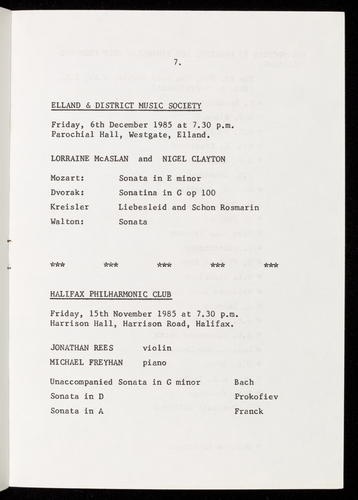 7.
ELLAND & DISTRICT MUSIC SOCIETY
Friday, 6th December 1985 at 7.30 p.m.
Parochial Hall, Westgate, Elland.
LORRAINE McASLAN and NIGEL CLAYTON
Mozart: Sonata in E minor
Dvorak: Sonatina in G op 100
Kreisler Liebesleid and Schon Rosmarin
Walton: Sonata
*** *** *** *** ***
HALIFAX PHILHARMONIC CLUB
Friday, 15th November 1985 at 7.30 p.m.
Harrison Hall, Harrison Road, Halifax.
JONATHAN REES violin
MICHAEL FREYHAN piano
Unaccompanied Sonata in G minor Bach
Sonata in D Prokofiev
Sonata in A Franck